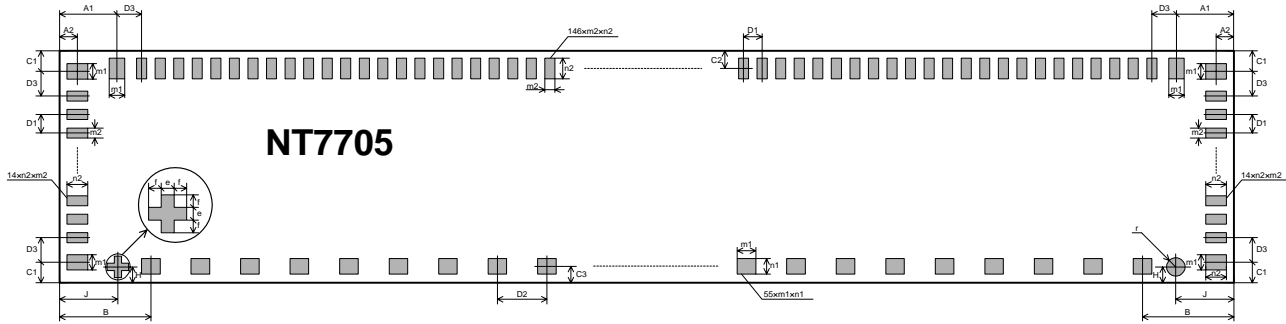 A1 D3 D3 A1
A2 A2
146×m2×n2
D1
C1 m1 C2 n2 m1 C1
D3 m1 m2 m1 D3
D1 m2 m2 D1
NT7705
14×n2×m2 n2 n2 14×n2×m2
f e f
f
e
f
m1 r
D3 D3
m1 H C3 n1 H m1
C1 n2 C1
J D2 55×m1×n1 J
B B